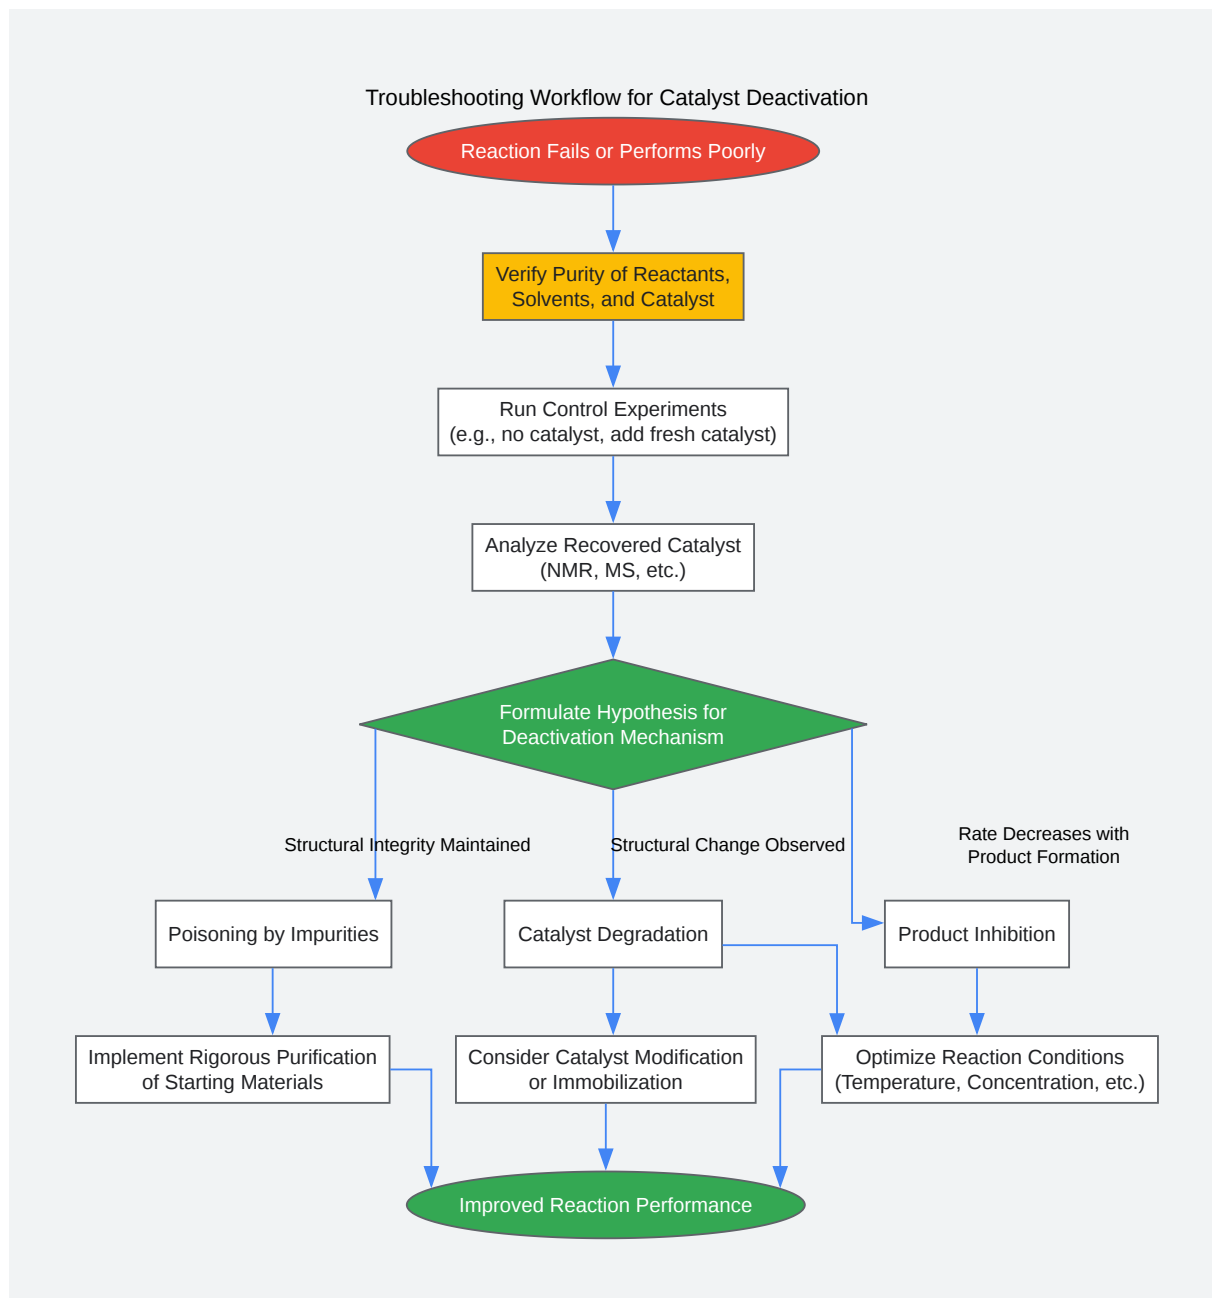 Troubleshooting Workflow for Catalyst Deactivation
Reaction Fails or Performs Poorly
Verify Purity of Reactants,
Solvents, and Catalyst
Run Control Experiments
(e.g., no catalyst, add fresh catalyst)
Analyze Recovered Catalyst
(NMR, MS, etc.)
Formulate Hypothesis for
Deactivation Mechanism
Structural Integrity Maintained
Structural Change Observed
Rate Decreases with
Product Formation
Poisoning by Impurities
Catalyst Degradation
Product Inhibition
Implement Rigorous Purification
of Starting Materials
Consider Catalyst Modification
or Immobilization
Optimize Reaction Conditions
(Temperature, Concentration, etc.)
Improved Reaction Performance